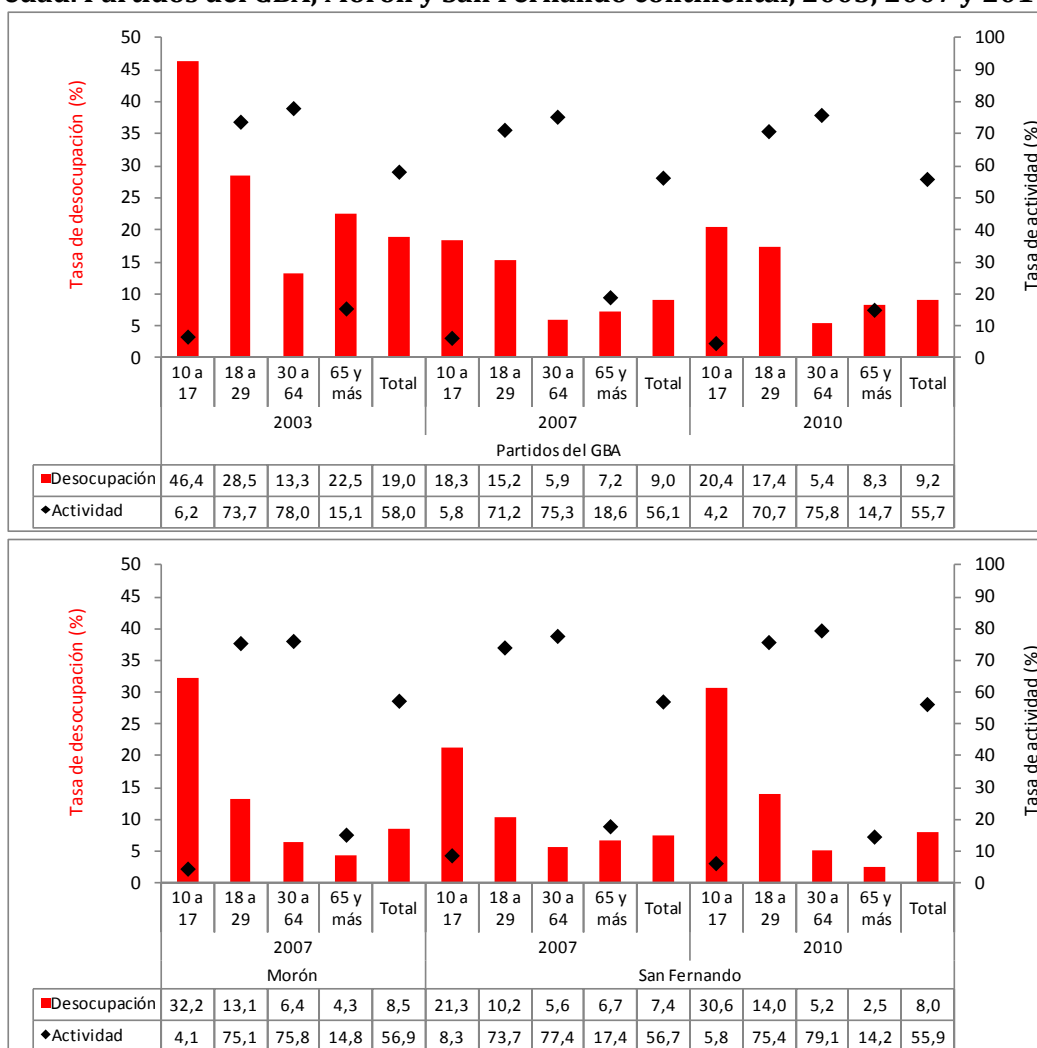 edad. Partidos del GBA, Morón y San Fernando continental, 2003, 2007 y 201
50 100
45 90
40 80
35 70
30 60
25 50
20 40
15 30
10 20
5 10
0 0
Tasa de desocupación (%)
Tasa de actividad (%)
10 a 18 a 30 a 65 y Total 10 a 18 a 30 a 65 y Total 10 a 18 a 30 a 65 y Total
17 29 64 más 17 29 64 más 17 29 64 más
2003 2007 2010
Partidos del GBA
Desocupación 46,4 28,5 13,3 22,5 19,0 18,3 15,2 5,9 7,2 9,0 20,4 17,4 5,4 8,3 9,2
Actividad 6,2 73,7 78,0 15,1 58,0 5,8 71,2 75,3 18,6 56,1 4,2 70,7 75,8 14,7 55,7
50 100
45 90
40 80
35 70
30 60
25 50
20 40
15 30
10 20
5 10
0 0
Tasa de desocupación (%)
Tasa de actividad (%)
10 a 18 a 30 a 65 y Total 10 a 18 a 30 a 65 y Total 10 a 18 a 30 a 65 y Total
17 29 64 más 17 29 64 más 17 29 64 más
2007 2007 2010
Morón San Fernando
Desocupación 32,2 13,1 6,4 4,3 8,5 21,3 10,2 5,6 6,7 7,4 30,6 14,0 5,2 2,5 8,0
Actividad 4,1 75,1 75,8 14,8 56,9 8,3 73,7 77,4 17,4 56,7 5,8 75,4 79,1 14,2 55,9